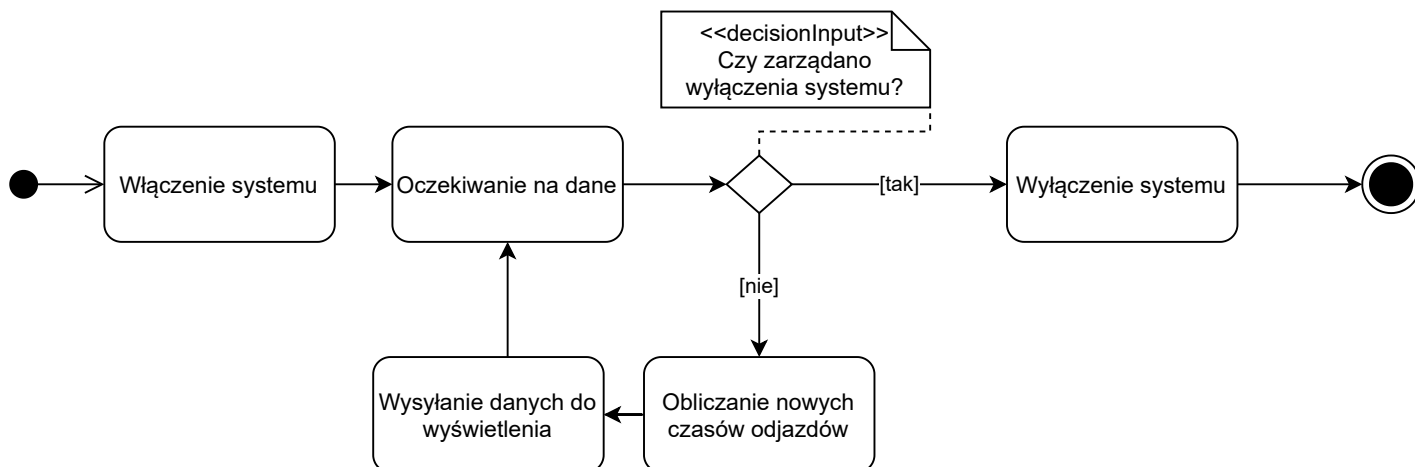 <<decisionInput>>
Czy zarządano
wyłączenia systemu?
Włączenie systemu
Oczekiwanie na dane
[tak]
Wyłączenie systemu
[nie]
Wysyłanie danych do
wyświetlenia
Obliczanie nowych
czasów odjazdów